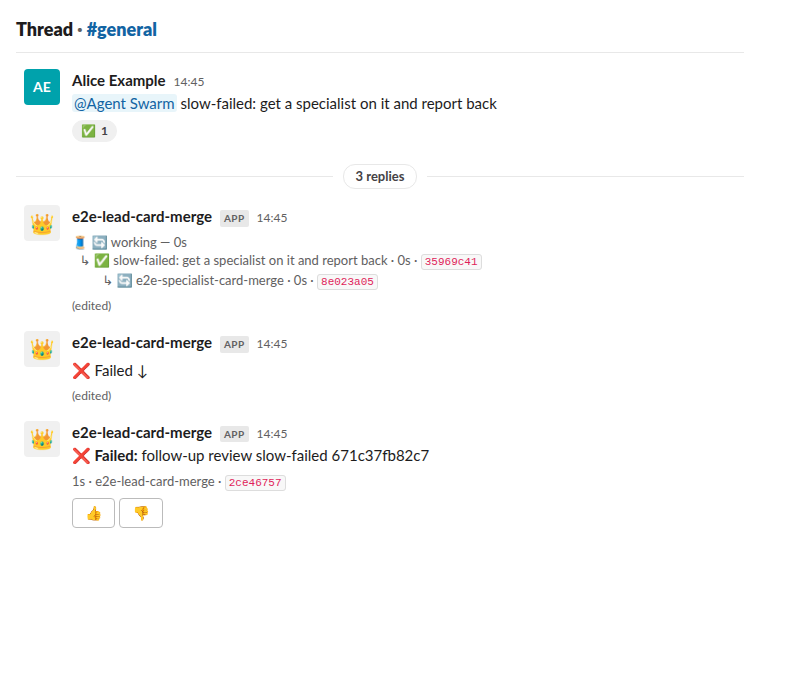 Thread • #general
AE
Alice Example 14:45
@Agent Swarm slow-failed: get a specialist on it and report back
✅ 1
3 replies
e2e-lead-card-merge APP 14:45
🧵 🔄 working — 0s
↳ ✅ slow-failed: get a specialist on it and report back · 0s · 35969c41
↳ 🔄 e2e-specialist-card-merge · 0s · 8e023a05
(edited)
e2e-lead-card-merge APP 14:45
❌ Failed ↓
(edited)
e2e-lead-card-merge APP 14:45
❌ Failed: follow-up review slow-failed 671c37fb82c7
1s · e2e-lead-card-merge · 2ce46757
👍 👎